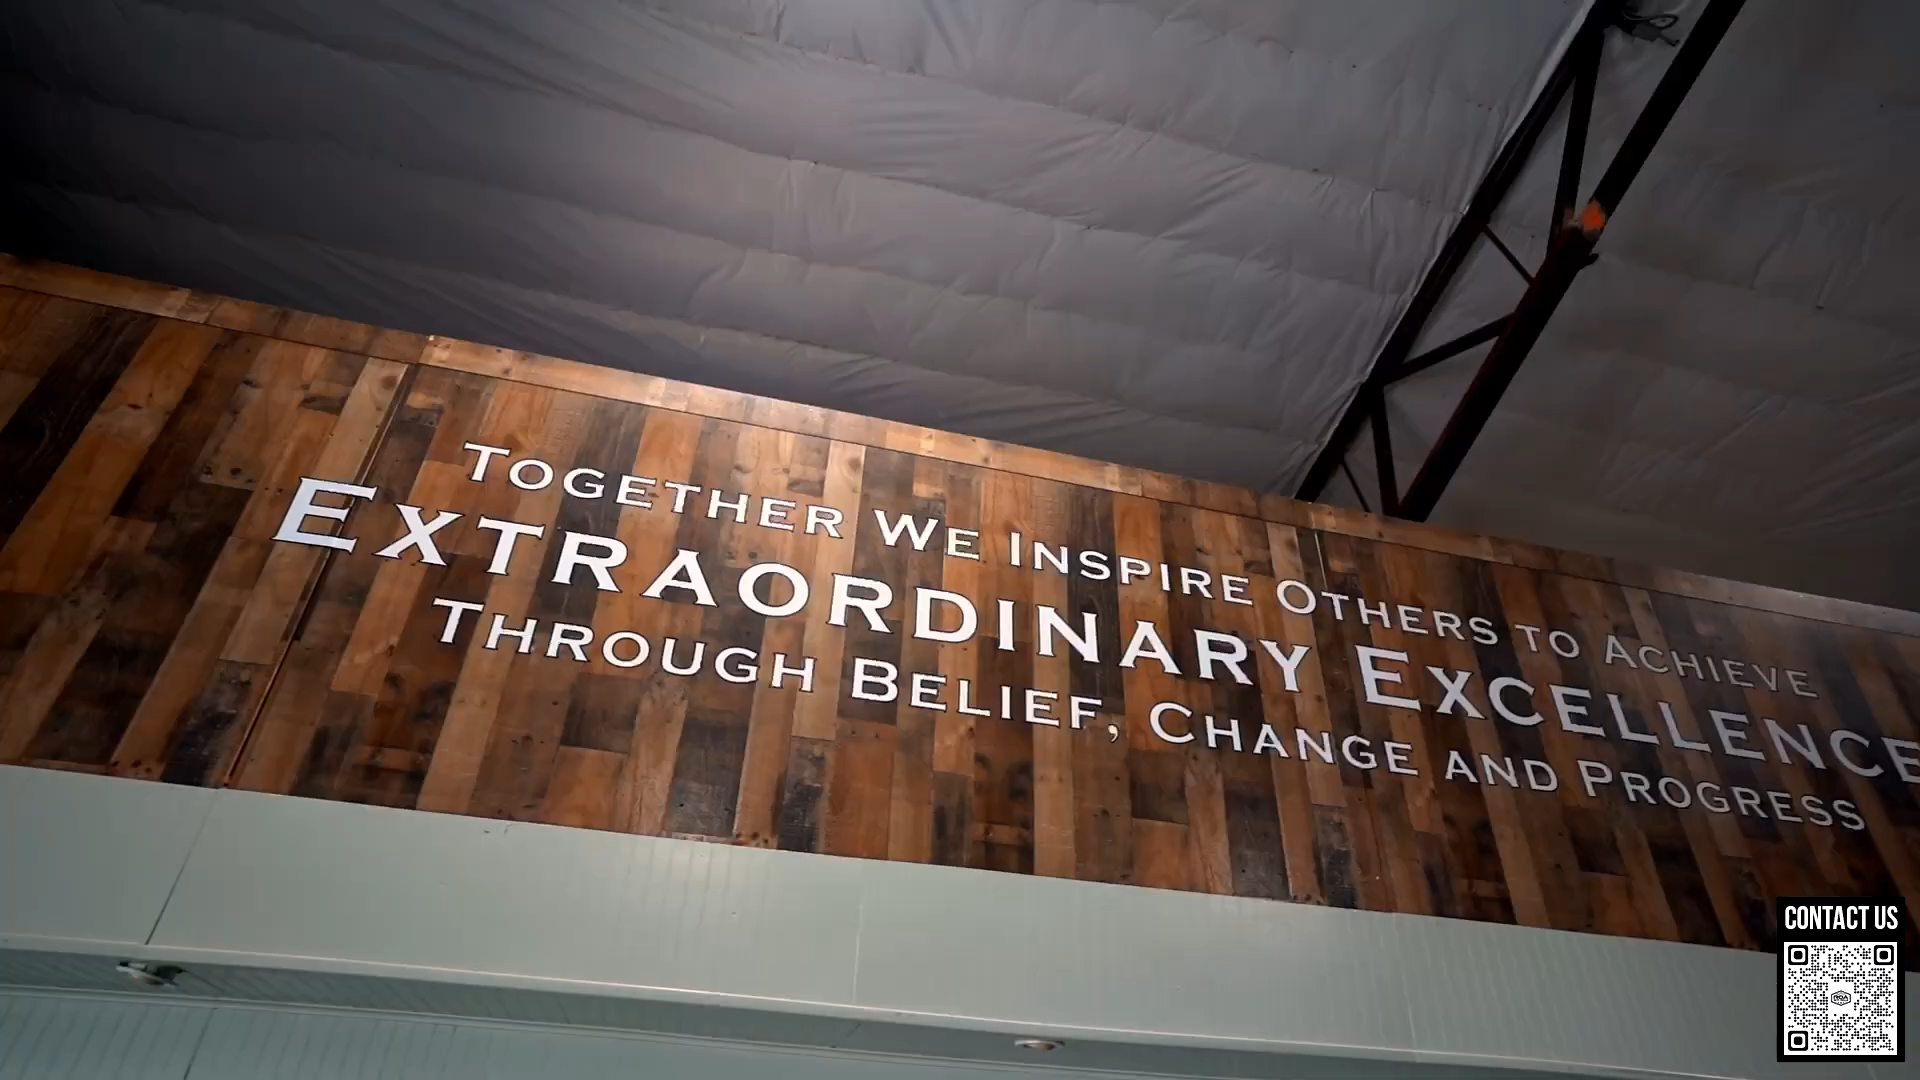 Together We Inspire Others to Achieve
Extraordinary Excellence
Through Belief, Change and Progress
CONTACT US